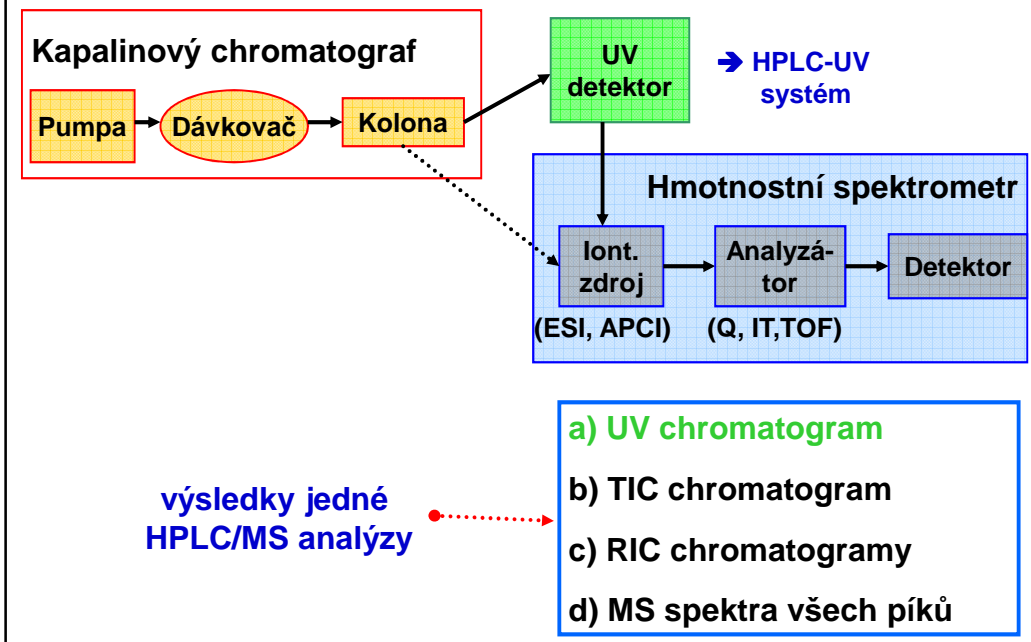 Kapalinový chromatograf
Pumpa
Dávkovač
Kolona
UV
detektor
➔ HPLC-UV
systém
Hmotnostní spektrometr
Iont.
zdroj
Analyzá-
tor
Detektor
(ESI, APCI)
(Q, IT,TOF)
výsledky jedné
HPLC/MS analýzy
a) UV chromatogram
b) TIC chromatogram
c) RIC chromatogramy
d) MS spektra všech píků